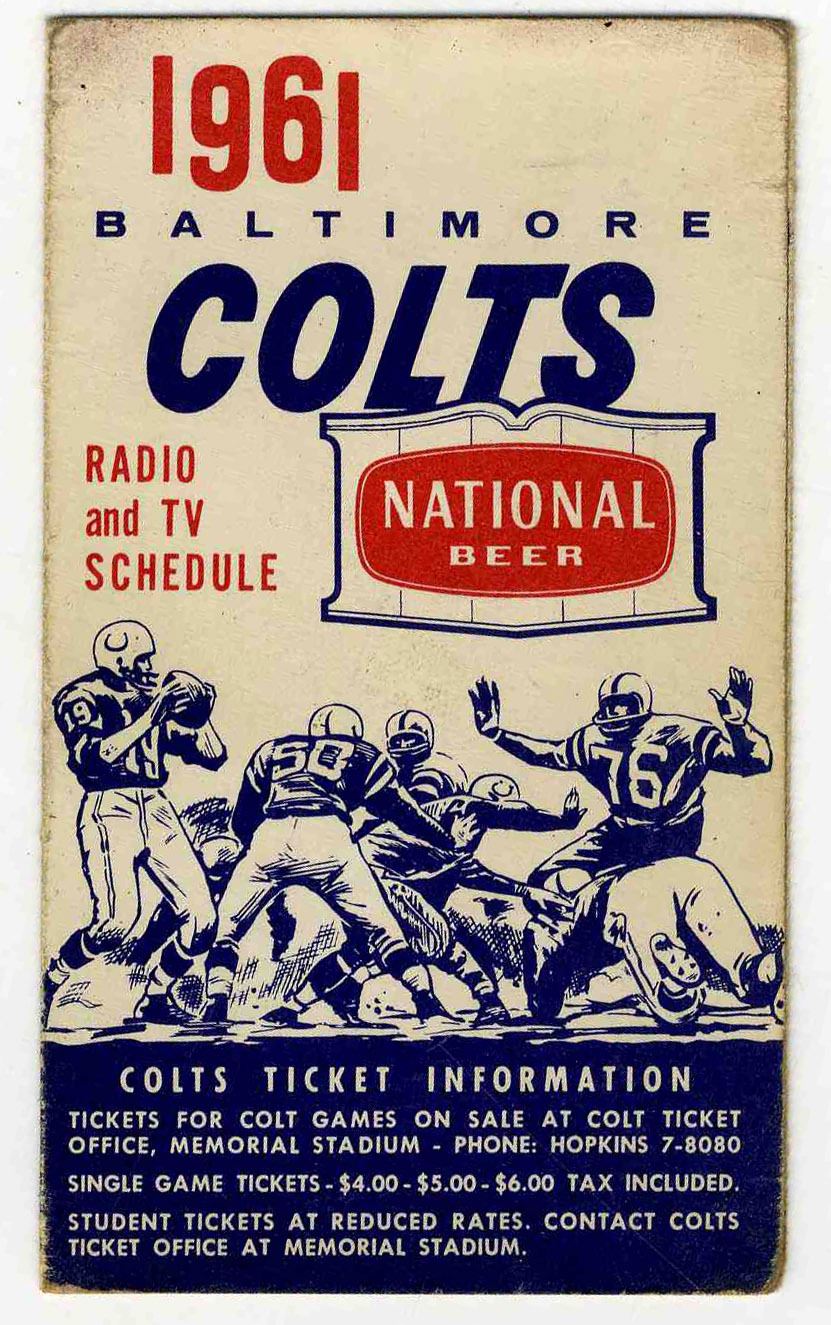 1961
BALTIMORE
COLTS
RADIO
and TV
SCHEDULE
NATIONAL
BEER
19
19
50
76
COLTS TICKET INFORMATION
TICKETS FOR COLT GAMES ON SALE AT COLT TICKET
OFFICE, MEMORIAL STADIUM - PHONE: HOPKINS 7-8080
SINGLE GAME TICKETS - $4.00 - $5.00 - $6.00 TAX INCLUDED.
STUDENT TICKETS AT REDUCED RATES. CONTACT COLTS
TICKET OFFICE AT MEMORIAL STADIUM.